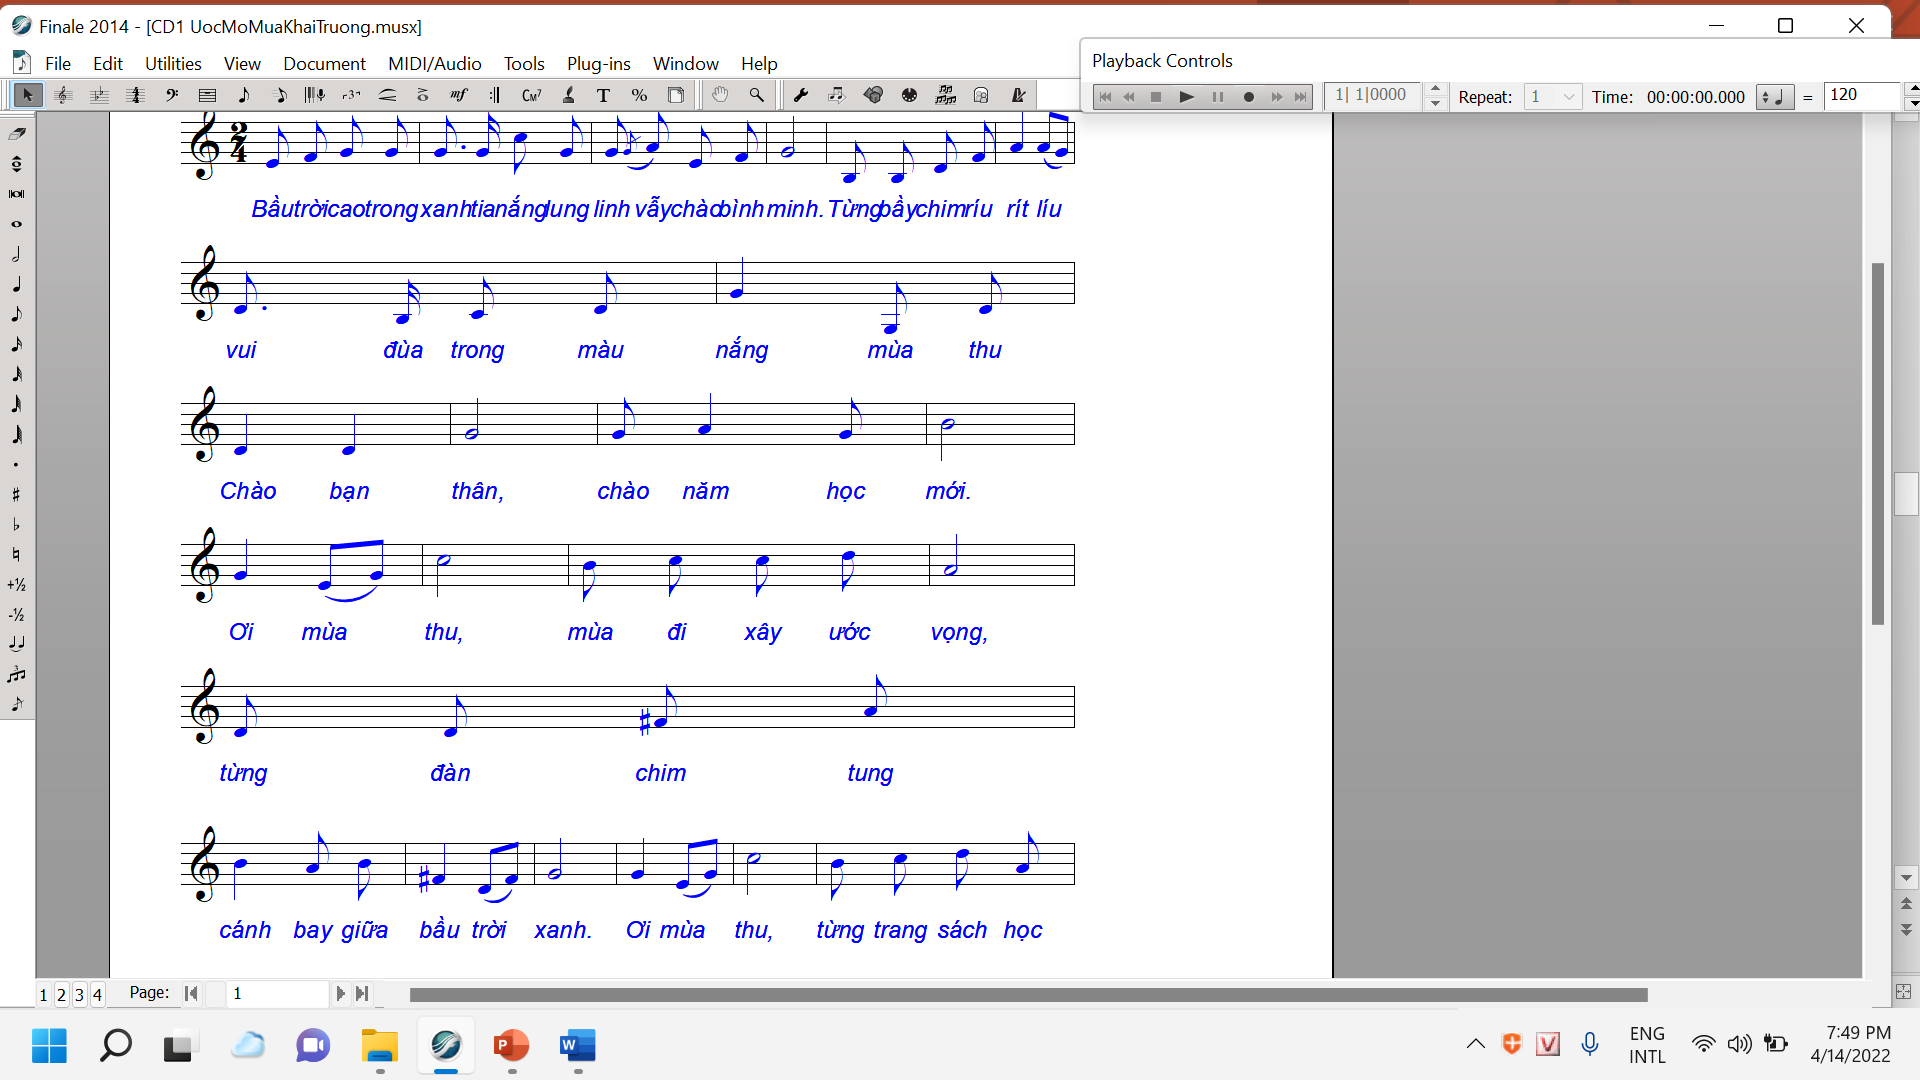 Finale 2014 - [CD1 UocMoMuaKhaiTruong.musx]
File Edit Utilities View Document MIDI/Audio Tools Plug-ins Window Help
Playback Controls
1| 1|0000 Repeat: 1 Time: 00:00:00.000 = 120
Bầu trời cao trong xanh tia nắng lung linh vẫy chào bình minh. Từng bầy chim ríu rít líu
vui đùa trong màu nắng mùa thu
Chào bạn thân, chào năm học mới.
Ơi mùa thu, mùa đi xây ước vọng,
từng đàn chim tung
cánh bay giữa bầu trời xanh. Ơi mùa thu, từng trang sách học
1 2 3 4 Page: 1
ENG
INTL
7:49 PM
4/14/2022